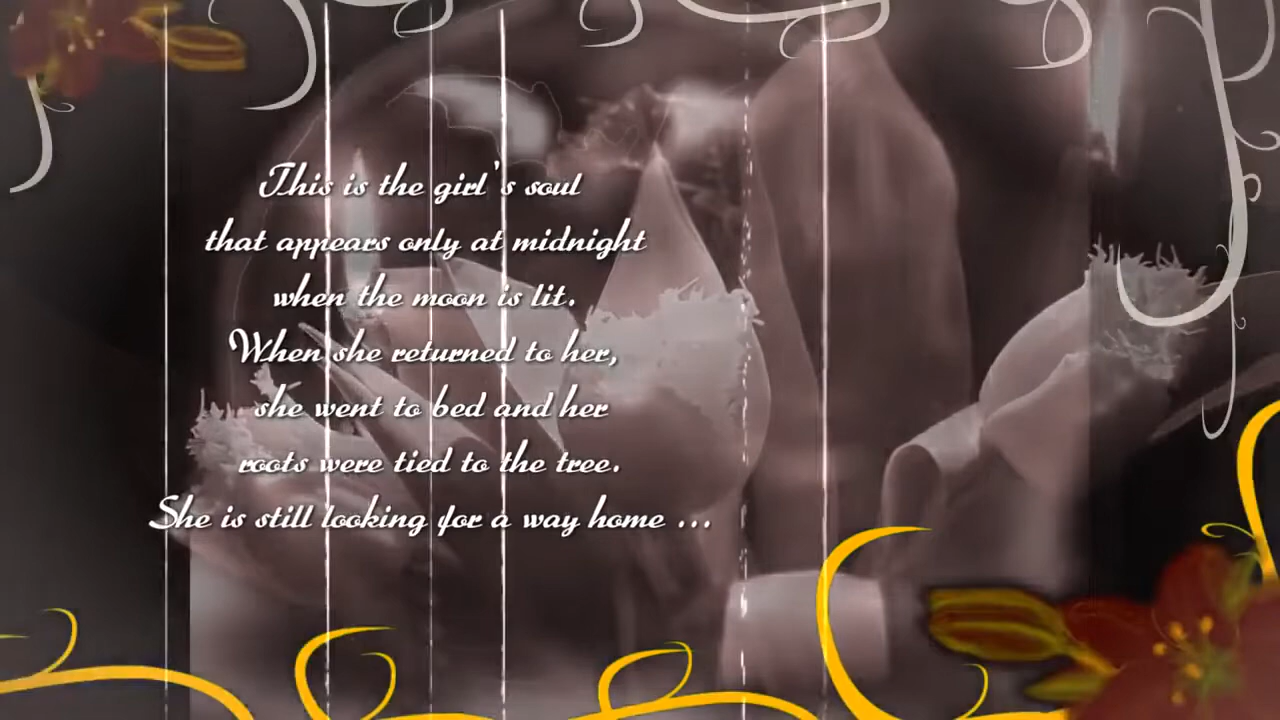 This is the girl's soul
that appears only at midnight
when the moon is lit.
When she returned to her,
she went to bed and her
roots were tied to the tree.
She is still looking for a way home ...